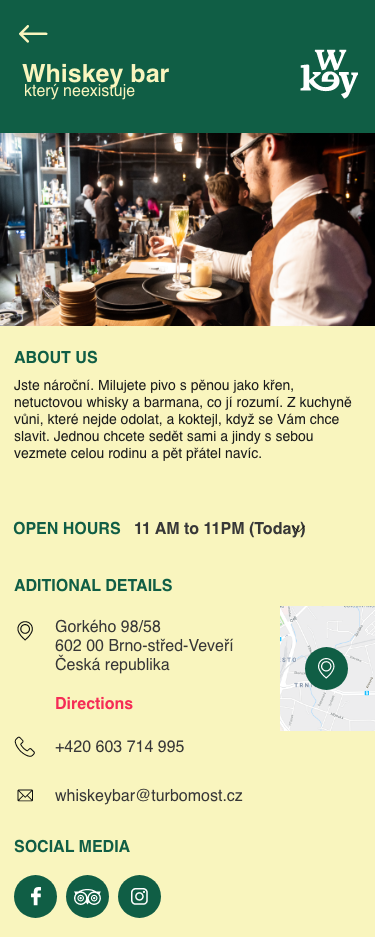 Whiskey bar
který neexistuje
w
key
ABOUT US
Jste nároční. Milujete pivo s pěnou jako křen,
netuctovou whisky a barmana, co jí rozumí. Z kuchyně
vůni, které nejde odolat, a koktejl, když se Vám chce
slavit. Jednou chcete sedět sami a jindy s sebou
vezmete celou rodinu a pět přátel navíc.
OPEN HOURS 11 AM to 11PM (Today)
ADITIONAL DETAILS
Gorkého 98/58
602 00 Brno-střed-Veveří
Česká republika
STO
TRN
Directions
+420 603 714 995
whiskeybar@turbomost.cz
SOCIAL MEDIA